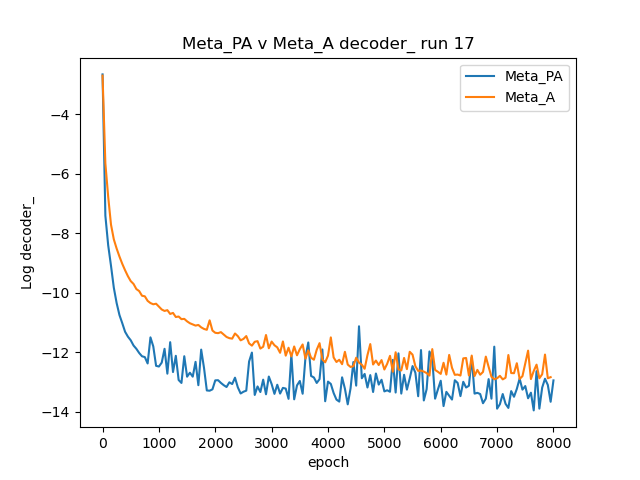 Meta_PA v Meta_A decoder_ run 17
Meta_PA
Meta_A
Log decoder_
−4
−6
−8
−10
−12
−14
0 1000 2000 3000 4000 5000 6000 7000 8000
epoch